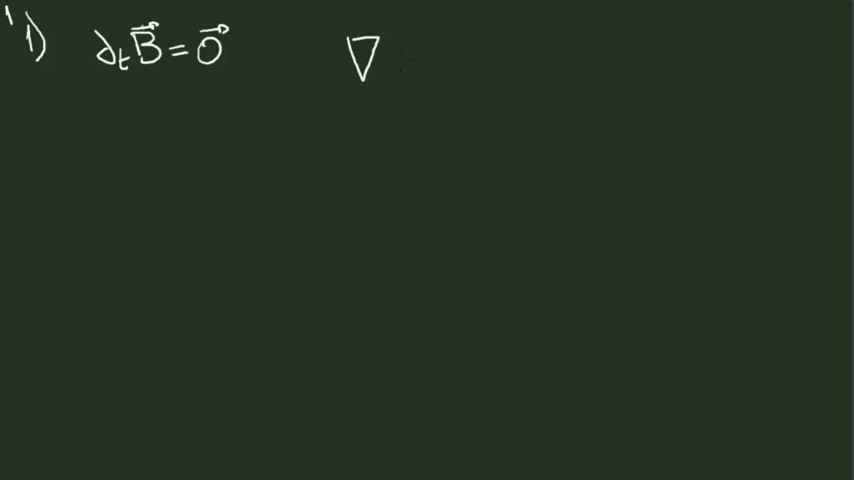 1) ∂ₜB⃗ = 0⃗ ∇